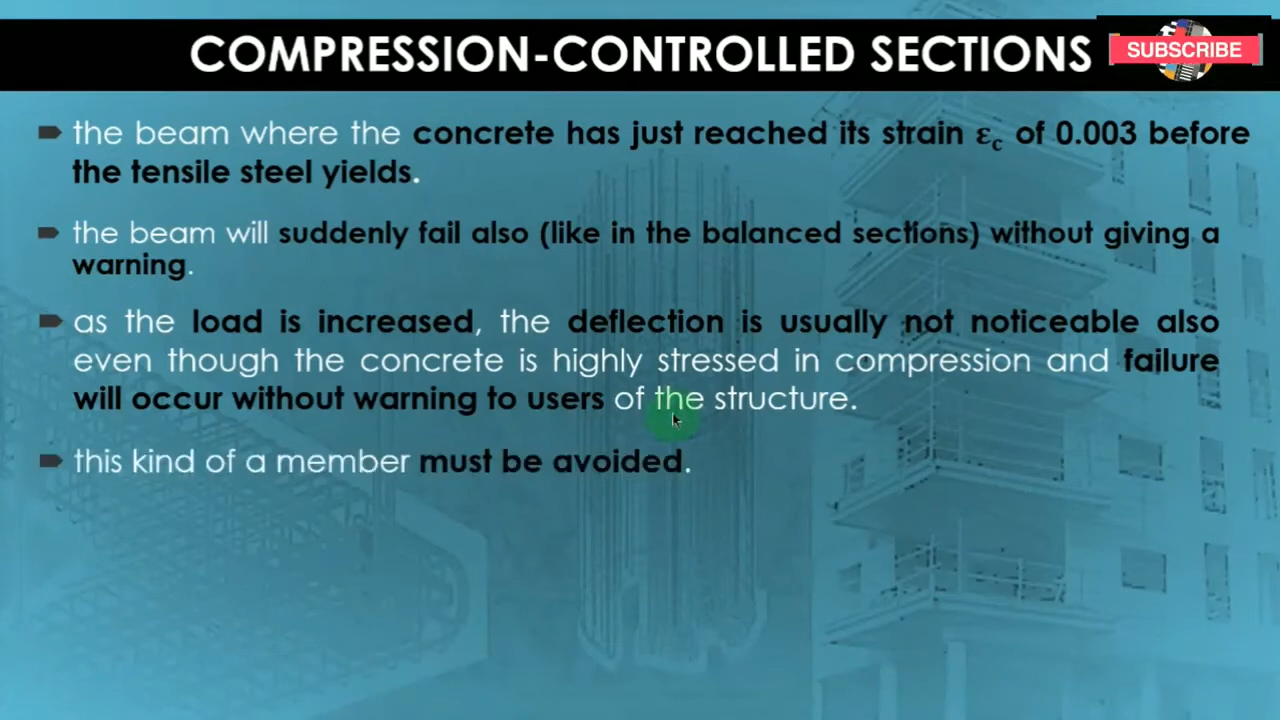 COMPRESSION-CONTROLLED SECTIONS
SUBSCRIBE
the beam where the concrete has just reached its strain εc of 0.003 before
the tensile steel yields.
the beam will suddenly fail also (like in the balanced sections) without giving a
warning.
as the load is increased, the deflection is usually not noticeable also
even though the concrete is highly stressed in compression and failure
will occur without warning to users of the structure.
this kind of a member must be avoided.